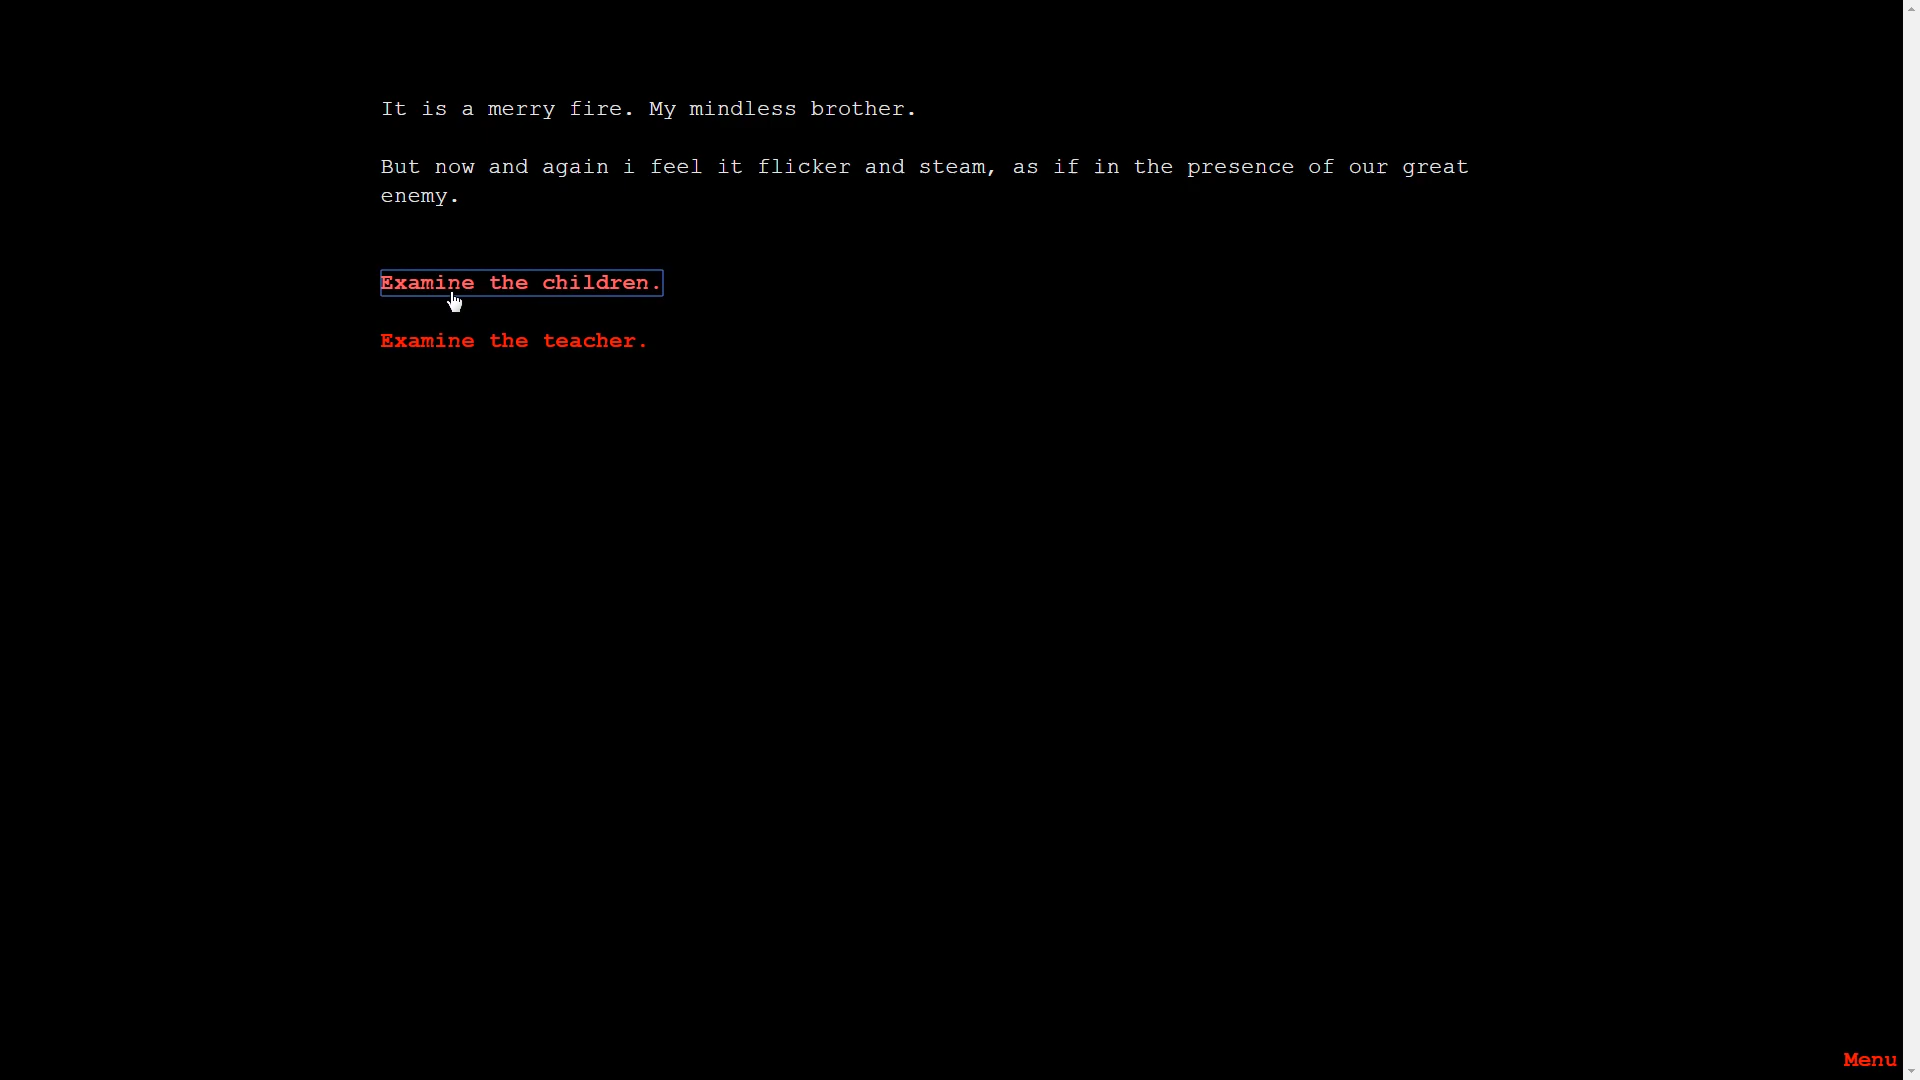 It is a merry fire. My mindless brother.
But now and again i feel it flicker and steam, as if in the presence of our great
enemy.
Examine the children.
Examine the teacher.
Menu